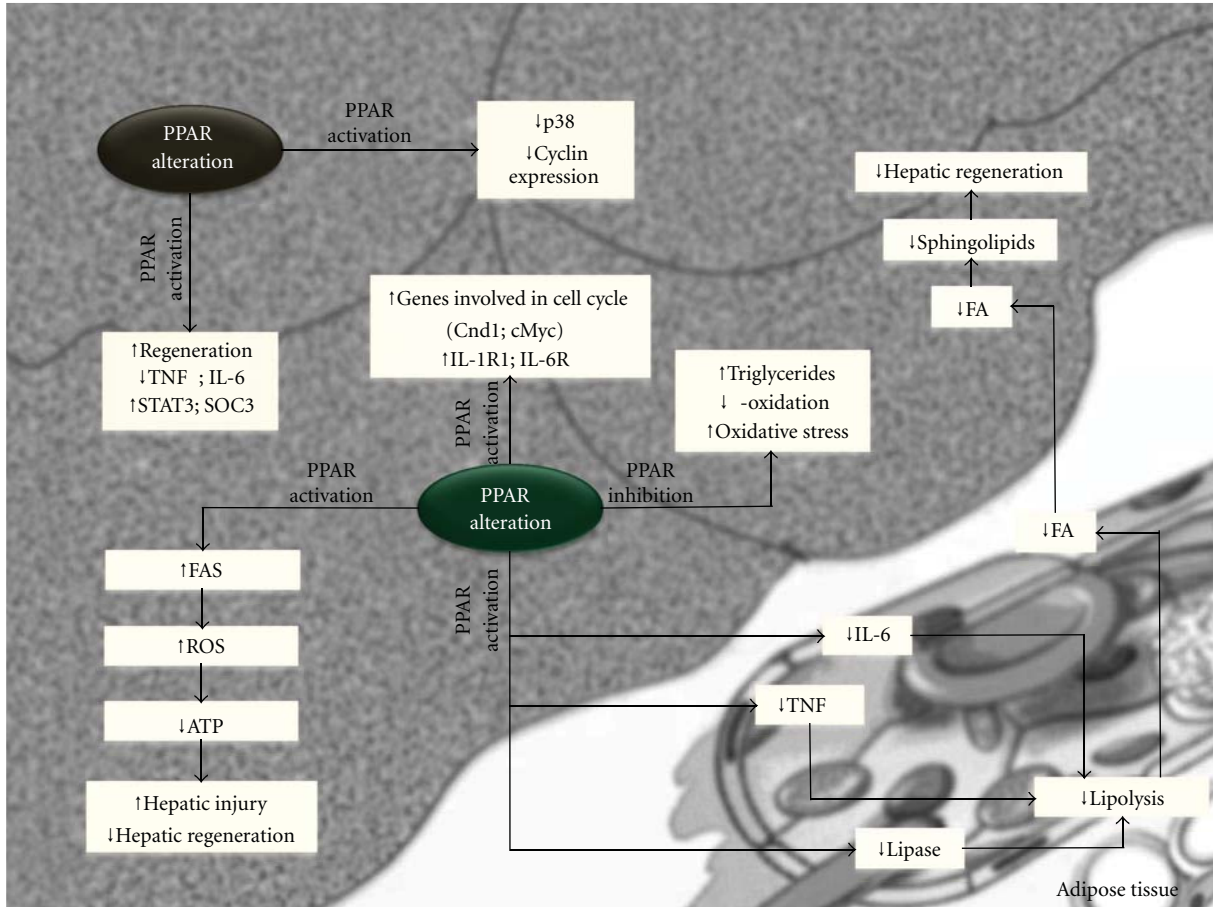 PPAR
alteration
PPAR
activation
↓p38
↓Cyclin
expression
PPAR
activation
↑Regeneration
↓TNF ; IL-6
↑STAT3; SOC3
↑Genes involved in cell cycle
(Cnd1; cMyc)
↑IL-1R1; IL-6R
PPAR
activation
↑Triglycerides
↓ -oxidation
↑Oxidative stress
PPAR
inhibition
PPAR
alteration
PPAR
activation
↑FAS
↑ROS
↓ATP
↑Hepatic injury
↓Hepatic regeneration
PPAR
activation
↓IL-6
↓TNF
↓Lipase
↓Lipolysis
↓FA
↓FA
↓Sphingolipids
↓Hepatic regeneration
Adipose tissue